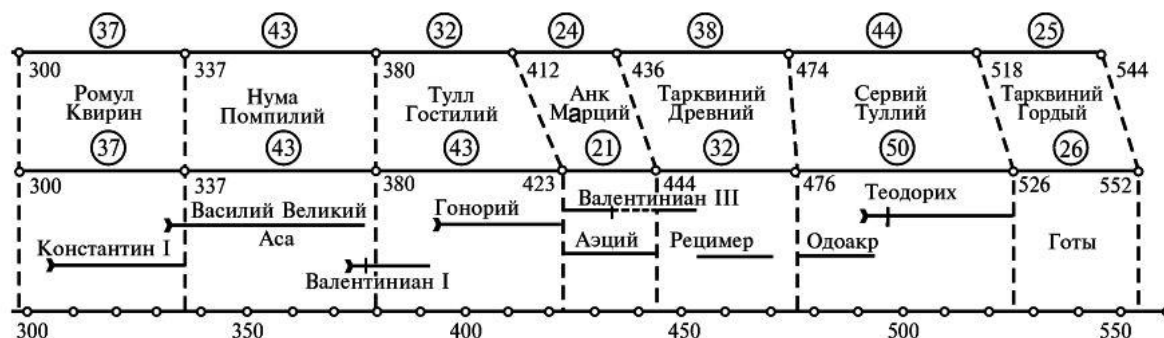 37 43 32 24 38 44 25
300 337 380 412 436 474 518 544
Ромул Квирин
Нума Помпилий
Тулл Гостилий
Анк Марций
Тарквиний Древний
Сервий Туллий
Тарквиний Гордый
37 43 43 21 32 50 26
300 337 380 423 444 476 526 552
Василий Великий
Аса
Константин I
Валентиниан I
Гонорий
Валентиниан III
Аэций
Рецимер
Одоакр
Теодорих
Готы
300 350 400 450 500 550